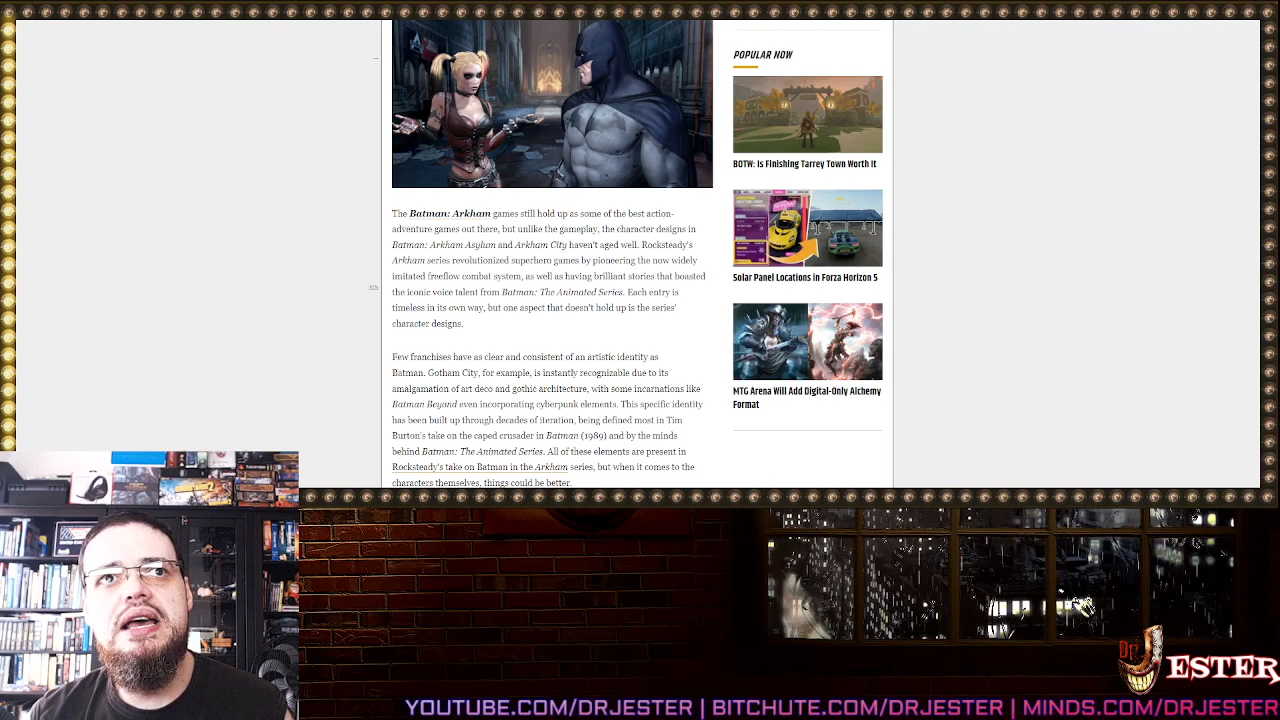 POPULAR NOW
BOTW: Is Finishing Tarrey Town Worth It
Solar Panel Locations in Forza Horizon 5
MTG Arena Will Add Digital-Only Alchemy
Format
The Batman: Arkham games still hold up as some of the best action-
adventure games out there, but unlike the gameplay, the character designs in
Batman: Arkham Asylum and Arkham City haven't aged well. Rocksteady's
Arkham series revolutionized superhero games by pioneering the now widely
imitated freeflow combat system, as well as having brilliant stories that boasted
the iconic voice talent from Batman: The Animated Series. Each entry is
timeless in its own way, but one aspect that doesn't hold up is the series'
character designs.
Few franchises have as clear and consistent of an artistic identity as
Batman. Gotham City, for example, is instantly recognizable due to its
amalgamation of art deco and gothic architecture, with some incarnations like
Batman Beyond even incorporating cyberpunk elements. This specific identity
has been built up through decades of iteration, being defined most in Tim
Burton's take on the caped crusader in Batman (1989) and by the minds
behind Batman: The Animated Series. All of these elements are present in
Rocksteady's take on Batman in the Arkham series, but when it comes to the
characters themselves, things could be better.
Dr
JESTER
YOUTUBE.COM/DRJESTER | BITCHUTE.COM/DRJESTER | MINDS.COM/DRJESTER